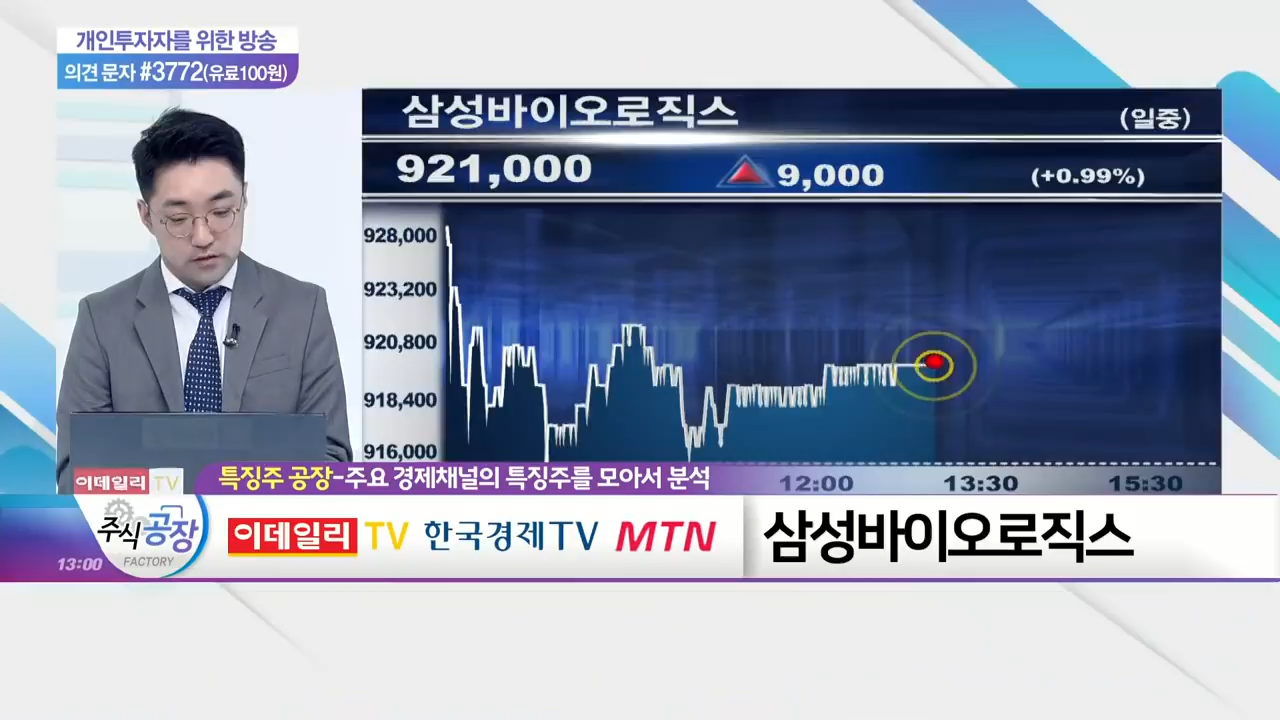 개인투자자를 위한 방송
의견 문자 #3772(유료100원)
삼성바이오로직스
(일중)
921,000
9,000
(+0.99%)
928,000
923,200
920,800
918,400
916,000
12:00
13:30
15:30
이데일리 TV
특징주 공장-주요 경제채널의 특징주를 모아서 분석
주식공장
FACTORY
13:00
이데일리 TV 한국경제TV MTN
삼성바이오로직스